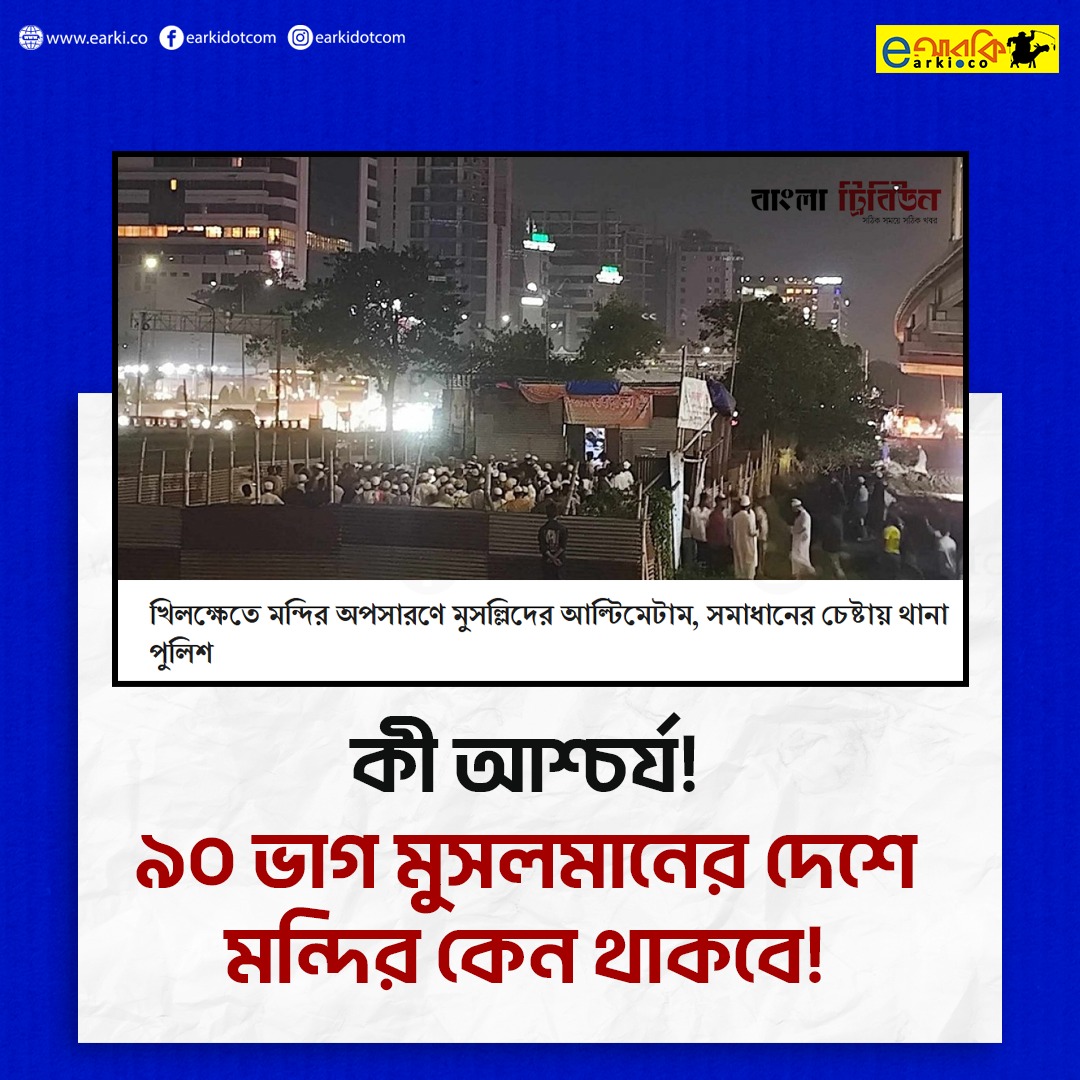 www.earki.co earkidotcom earkidotcom
eআরকি
earki.co
বাংলা ট্রিবিউন
সঠিক সময়ে সঠিক খবর
খিলক্ষেতে মন্দির অপসারণে মুসল্লিদের আল্টিমেটাম, সমাধানের চেষ্টায় থানা
পুলিশ
কী আশ্চর্য!
৯০ ভাগ মুসলমানের দেশে
মন্দির কেন থাকবে!